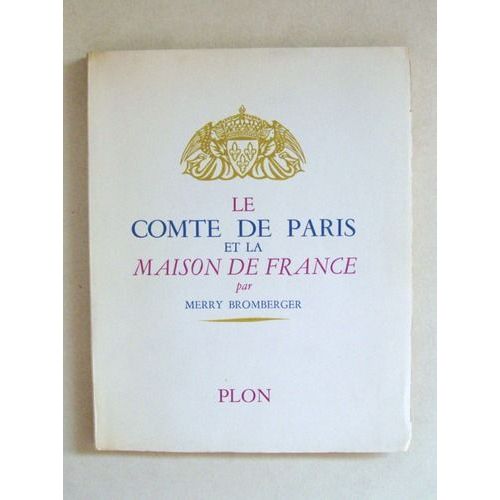 LE
COMTE DE PARIS
ET LA
MAISON DE FRANCE
par
MERRY BROMBERGER
PLON